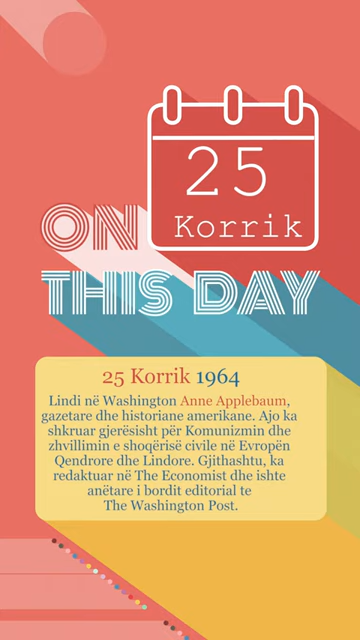 25
Korrik
ON
THIS DAY
25 Korrik 1964
Lindi në Washington Anne Applebaum,
gazetare dhe historiane amerikane. Ajo ka
shkruar gjerësisht për Komunizmin dhe
zhvillimin e shoqërisë civile në Evropën
Qendrore dhe Lindore. Gjithashtu, ka
redaktuar në The Economist dhe ishte
anëtare i bordit editorial te
The Washington Post.